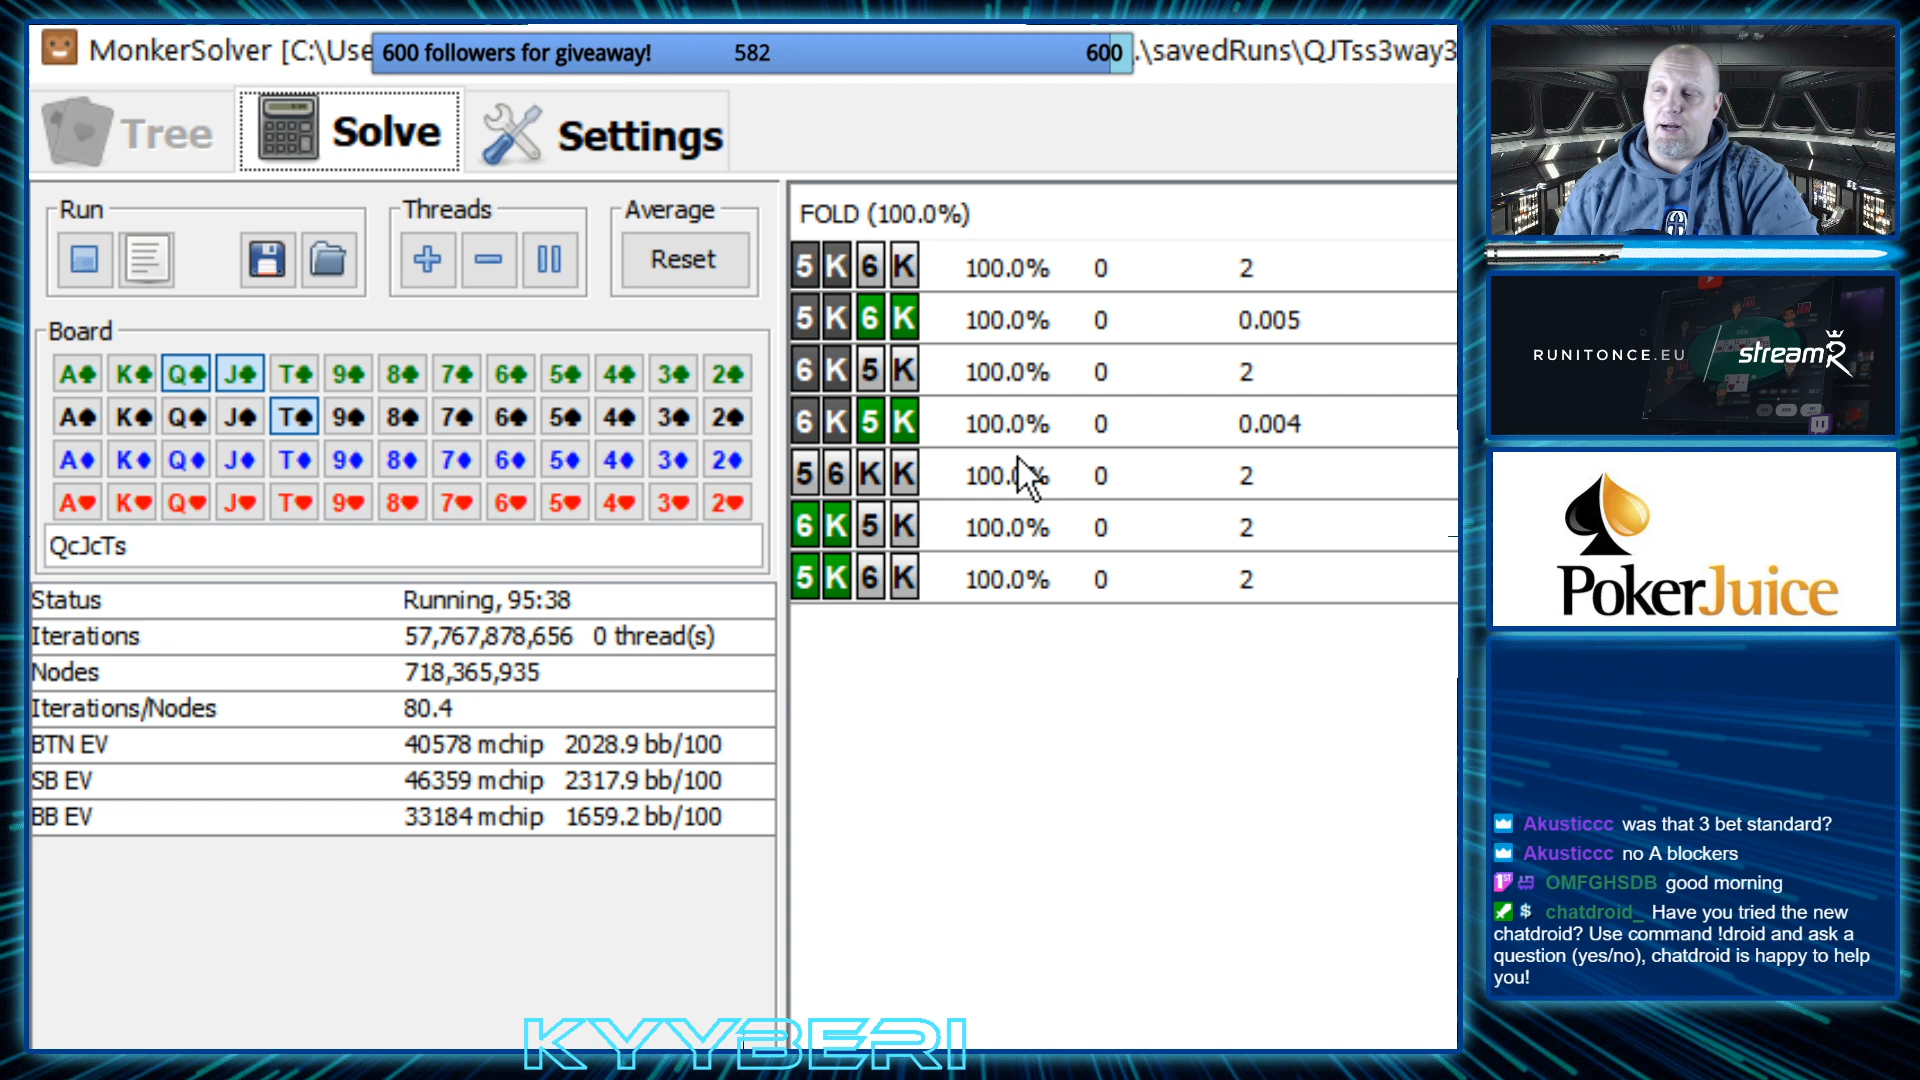 MonkerSolver [C:\Use
600 followers for giveaway! 582 600
.\savedRuns\QJTss3way3
Tree
Solve
Settings
Run
Threads
Average
Reset
Board
A♣ K♣ Q♣ J♣ T♣ 9♣ 8♣ 7♣ 6♣ 5♣ 4♣ 3♣ 2♣
A♠ K♠ Q♠ J♠ T♠ 9♠ 8♠ 7♠ 6♠ 5♠ 4♠ 3♠ 2♠
A♦ K♦ Q♦ J♦ T♦ 9♦ 8♦ 7♦ 6♦ 5♦ 4♦ 3♦ 2♦
A♥ K♥ Q♥ J♥ T♥ 9♥ 8♥ 7♥ 6♥ 5♥ 4♥ 3♥ 2♥
QcJcTs
Status Running, 95:38
Iterations 57,767,878,656 0 thread(s)
Nodes 718,365,935
Iterations/Nodes 80.4
BTN EV 40578 mchip 2028.9 bb/100
SB EV 46359 mchip 2317.9 bb/100
BB EV 33184 mchip 1659.2 bb/100
FOLD (100.0%)
5 K 6 K 100.0% 0 2
5 K 6 K 100.0% 0 0.005
6 K 5 K 100.0% 0 2
6 K 5 K 100.0% 0 0.004
5 6 K K 100.0% 0 2
6 K 5 K 100.0% 0 2
5 K 6 K 100.0% 0 2
RUNITONCE.EU
streamR
PokerJuice
Akusticcc was that 3 bet standard?
Akusticcc no A blockers
1ST OMFGHSDB good morning
$ chatdroid_ Have you tried the new
chatdroid? Use command !droid and ask a
question (yes/no), chatdroid is happy to help
you!
KYYBERI